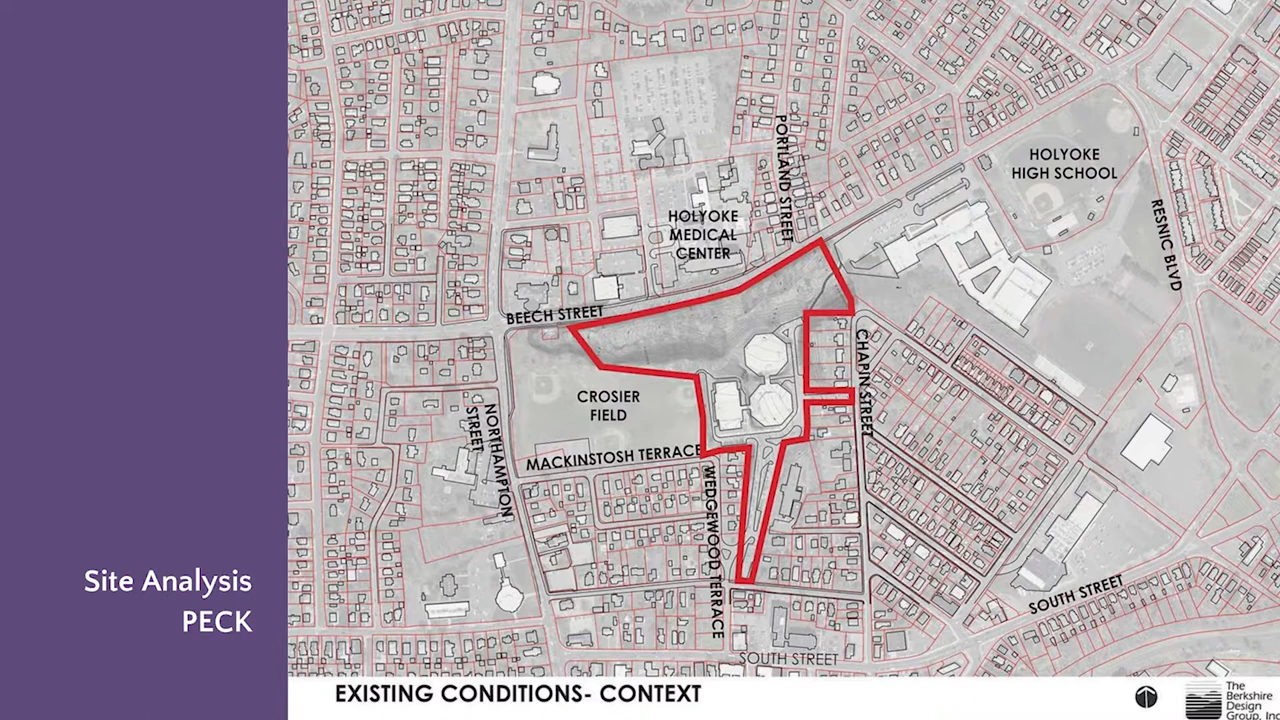 PORTLAND STREET
HOLYOKE
HIGH SCHOOL
RESNIC BLVD
HOLYOKE
MEDICAL
CENTER
BEECH STREET
CHAPIN STREET
CROSIER
FIELD
NORTHAMPTON
STREET
MACKINSTOSH TERRACE
WEDGEWOOD TERRACE
Site Analysis
PECK
SOUTH STREET
SOUTH STREET
EXISTING CONDITIONS- CONTEXT
The
Berkshire
Design
Group, Inc